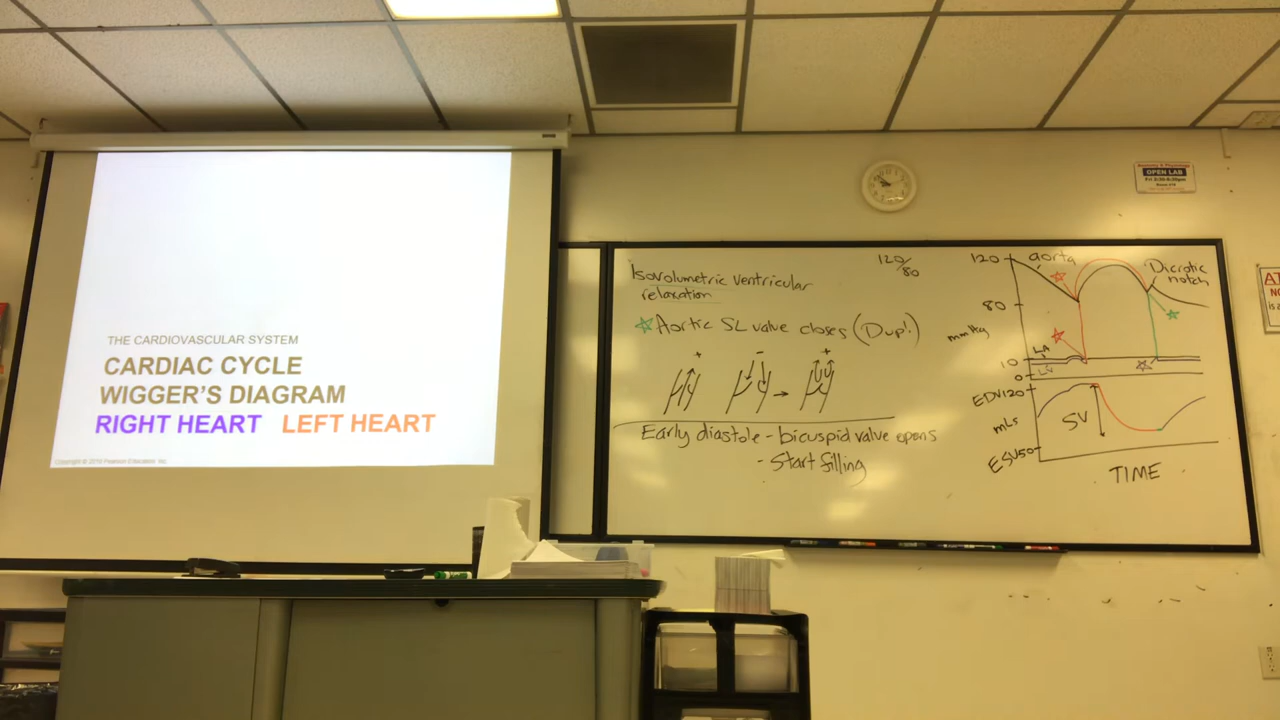 THE CARDIOVASCULAR SYSTEM
CARDIAC CYCLE
WIGGER'S DIAGRAM
RIGHT HEART LEFT HEART
Isovolumetric ventricular
relaxation
120/80
Aortic SL valve closes (Dup!)
+ - +
Early diastole - bicuspid valve opens
- Start filling
120
aorta
Dicrotic
notch
80
mmHg
LA
10
0
EDV120
mLs
SV
ESV50
TIME
OPEN LAB